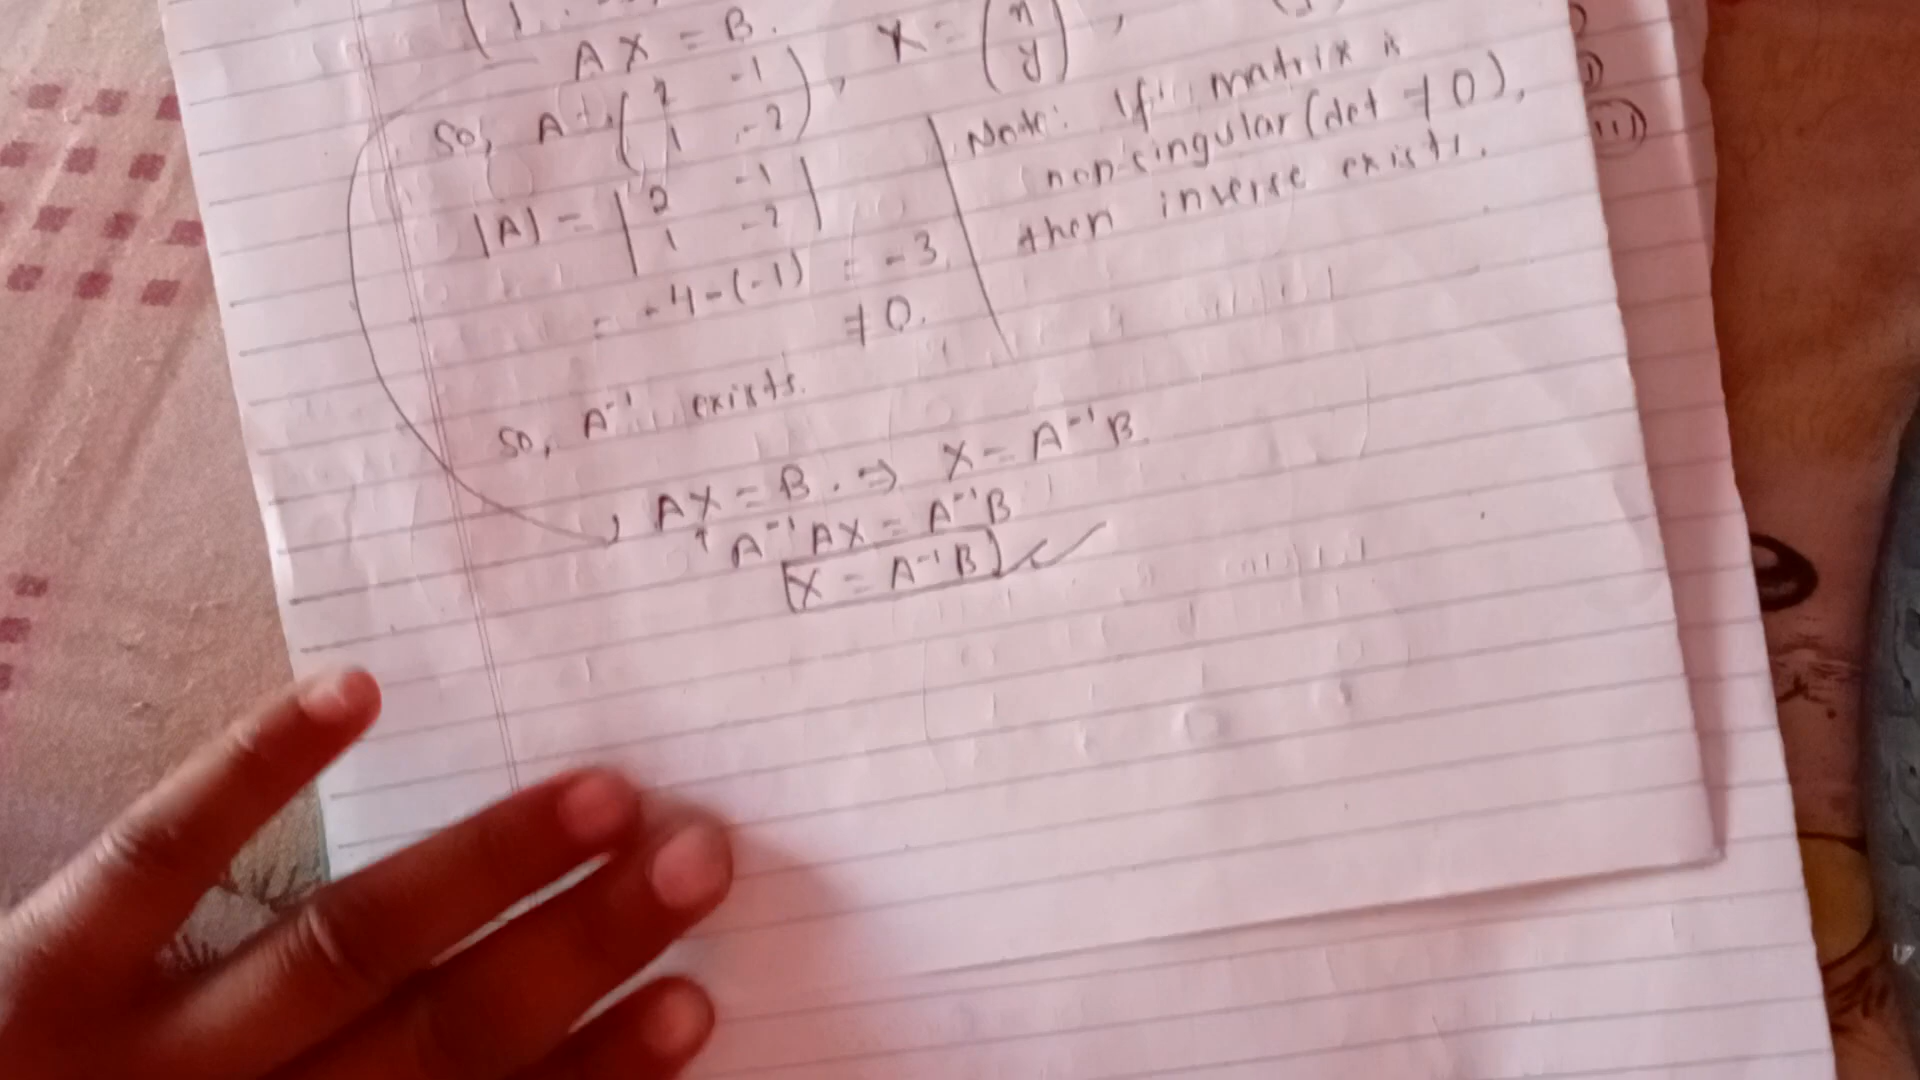 AX = B.
So, A = ( 2 -1
1 -2 ), X = ( x
y ),
|A| = | 2 -1
1 -2 |
= -4-(-1) = -3
≠ 0.
Note: If matrix is
non-singular (det ≠ 0),
then inverse exists.
So, A⁻¹ exists.
, AX = B. ⇒ X = A⁻¹B.
A⁻¹AX = A⁻¹B
X = A⁻¹B